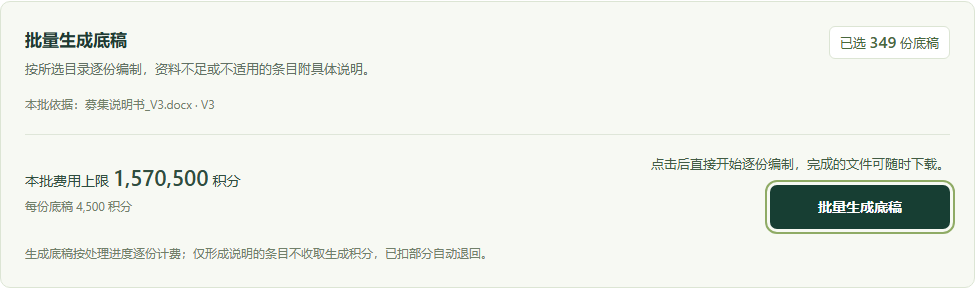 批量生成底稿
已选 349 份底稿
按所选目录逐份编制，资料不足或不适用的条目附具体说明。
本批依据：募集说明书_V3.docx · V3
点击后直接开始逐份编制，完成的文件可随时下载。
本批费用上限 1,570,500 积分
每份底稿 4,500 积分
批量生成底稿
生成底稿按处理进度逐份计费；仅形成说明的条目不收取生成积分，已扣部分自动退回。